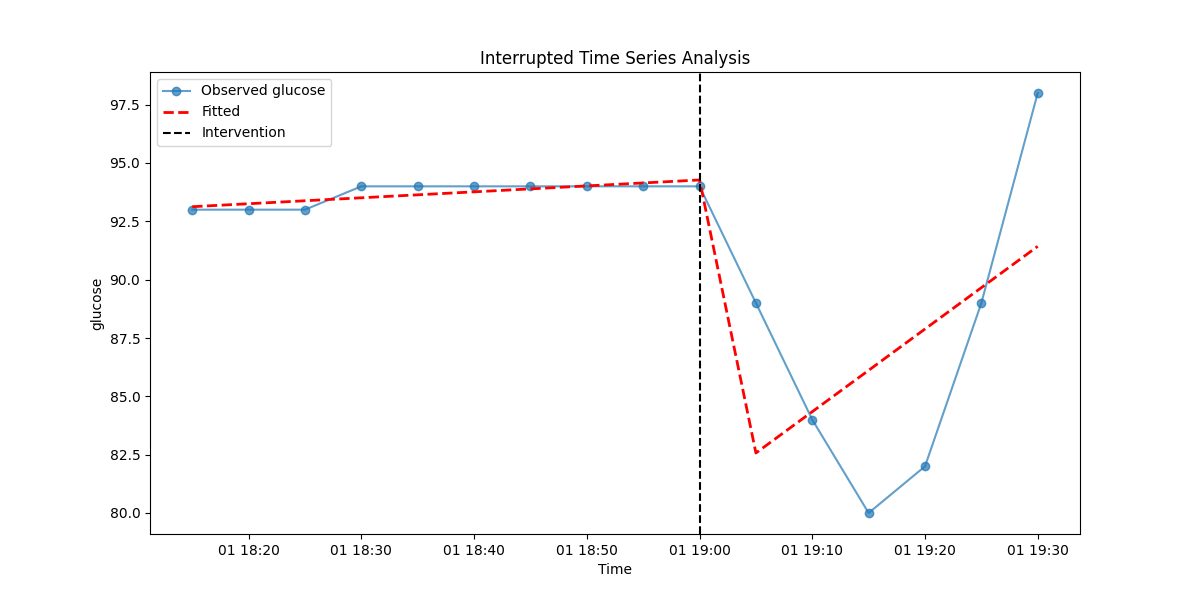 Interrupted Time Series Analysis
Observed glucose
Fitted
Intervention
glucose
97.5
95.0
92.5
90.0
87.5
85.0
82.5
80.0
01 18:20 01 18:30 01 18:40 01 18:50 01 19:00 01 19:10 01 19:20 01 19:30
Time